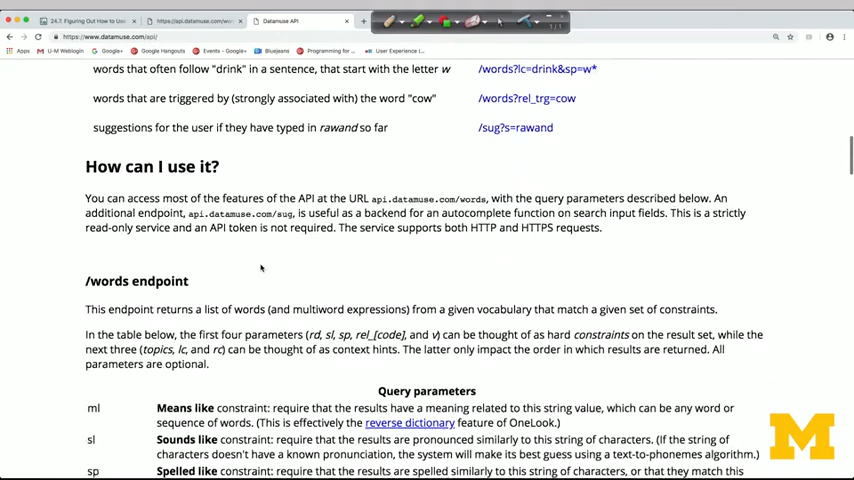 24.7. Figuring Out How to Use
https://api.datamuse.com/wor
Datamuse API
1/1
https://www.datamuse.com/api/
Apps
U-M Weblogin
Google+
Google Hangouts
Events - Google+
Bluejeans
Programming for ...
User Experience (...
words that often follow "drink" in a sentence, that start with the letter w
/words?lc=drink&sp=w*
words that are triggered by (strongly associated with) the word "cow"
/words?rel_trg=cow
suggestions for the user if they have typed in rawand so far
/sug?s=rawand
How can I use it?
You can access most of the features of the API at the URL api.datamuse.com/words, with the query parameters described below. An
additional endpoint, api.datamuse.com/sug, is useful as a backend for an autocomplete function on search input fields. This is a strictly
read-only service and an API token is not required. The service supports both HTTP and HTTPS requests.
/words endpoint
This endpoint returns a list of words (and multiword expressions) from a given vocabulary that match a given set of constraints.
In the table below, the first four parameters (rd, sl, sp, rel_[code], and v) can be thought of as hard constraints on the result set, while the
next three (topics, lc, and rc) can be thought of as context hints. The latter only impact the order in which results are returned. All
parameters are optional.
Query parameters
ml
Means like constraint: require that the results have a meaning related to this string value, which can be any word or
sequence of words. (This is effectively the reverse dictionary feature of OneLook.)
sl
Sounds like constraint: require that the results are pronounced similarly to this string of characters. (If the string of
characters doesn't have a known pronunciation, the system will make its best guess using a text-to-phonemes algorithm.)
sp
Spelled like constraint: require that the results are spelled similarly to this string of characters, or that they match this
M